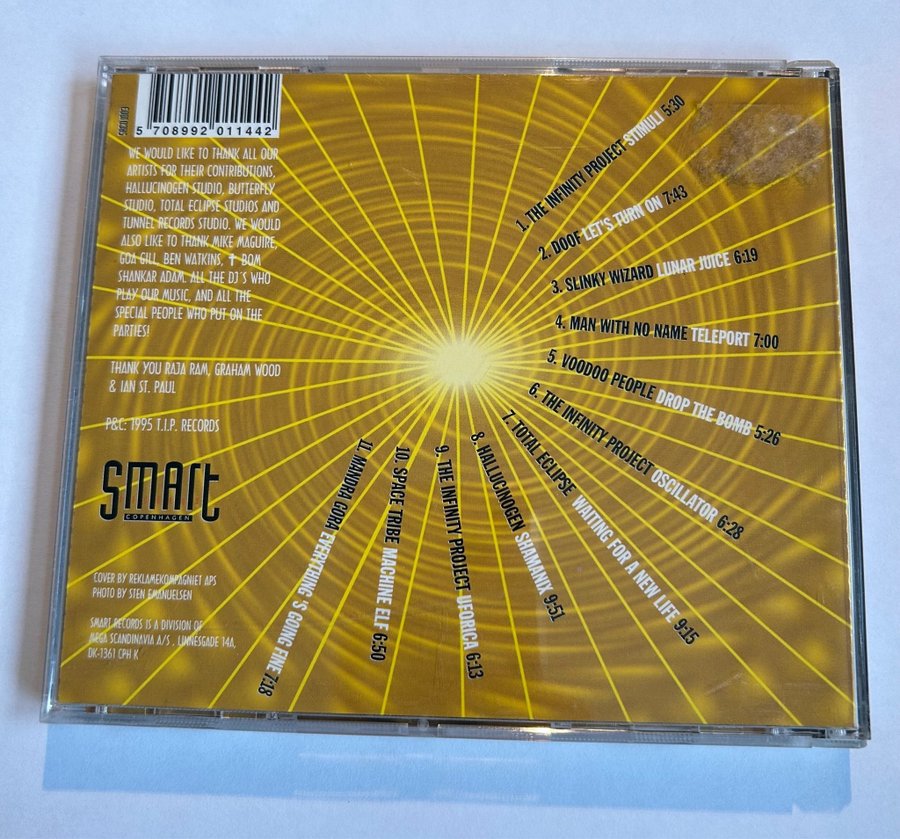 5 708992 011442
WE WOULD LIKE TO THANK ALL OUR
ARTISTS FOR THEIR CONTRIBUTIONS,
HALLUCINOGEN STUDIO, BUTTERFLY
STUDIO, TOTAL ECLIPSE STUDIOS AND
TUNNEL RECORDS STUDIO. WE WOULD
ALSO LIKE TO THANK MIKE MAGUIRE,
GOA GILL, BEN WATKINS, ✝ BOM
SHANKAR ADAM, ALL THE DJ´S WHO
PLAY OUR MUSIC, AND ALL THE
SPECIAL PEOPLE WHO PUT ON THE
PARTIES!
THANK YOU RAJA RAM, GRAHAM WOOD
& IAN ST. PAUL
P&C: 1995 T.I.P. RECORDS
SMART
COPENHAGEN
COVER BY REKLAMEKOMPAGNIET APS
PHOTO BY STEN EMANUELSEN
SMART RECORDS IS A DIVISION OF
MEGA SCANDINAVIA A/S . LINNESGADE 14A,
DK-1361 CPH K
1. THE INFINITY PROJECT STIMULI 5:30
2. DOOF LET'S TURN ON 7:43
3. SLINKY WIZARD LUNAR JUICE 6:19
4. MAN WITH NO NAME TELEPORT 7:00
5. VOODOO PEOPLE DROP THE BOMB 5:26
6. THE INFINITY PROJECT OSCILLATOR 6:28
7. TOTAL ECLIPSE WAITING FOR A NEW LIFE 9:15
8. HALLUCINOGEN SHAMANIX 9:51
9. THE INFINITY PROJECT UFORICA 6:13
10. SPACE TRIBE MACHINE ELF 6:50
11. MANDRA GORA EVERYTHING ´S GOING FINE 7:18